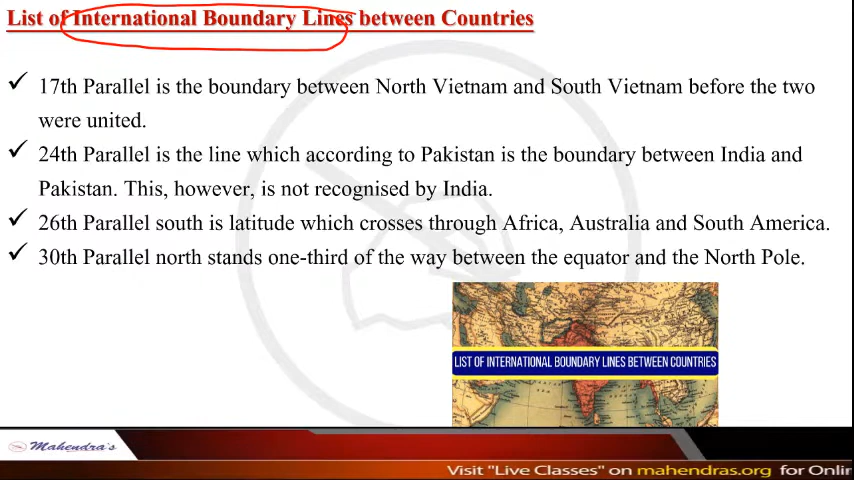 List of International Boundary Lines between Countries
✓ 17th Parallel is the boundary between North Vietnam and South Vietnam before the two
were united.
✓ 24th Parallel is the line which according to Pakistan is the boundary between India and
Pakistan. This, however, is not recognised by India.
✓ 26th Parallel south is latitude which crosses through Africa, Australia and South America.
✓ 30th Parallel north stands one-third of the way between the equator and the North Pole.
LIST OF INTERNATIONAL BOUNDARY LINES BETWEEN COUNTRIES
Mahendra's
Visit "Live Classes" on mahendras.org for Onlin